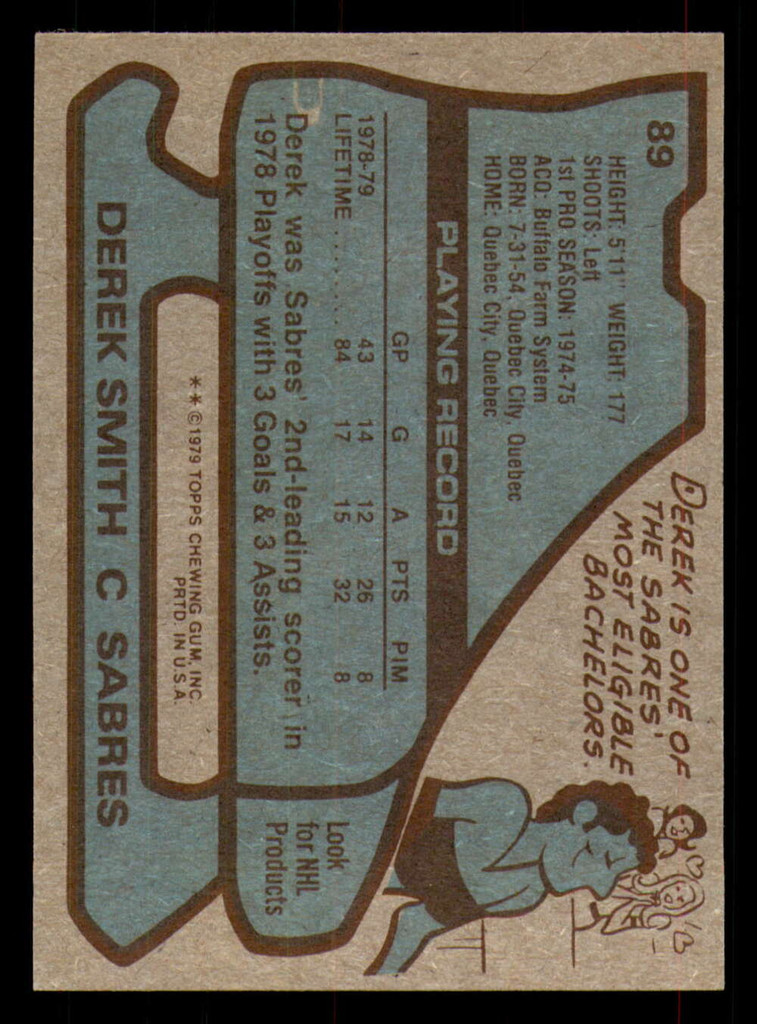 89
HEIGHT: 5'11" WEIGHT: 177
SHOOTS: Left
1st PRO SEASON: 1974-75
ACQ: Buffalo Farm System
BORN: 7-31-54, Quebec City, Quebec
HOME: Quebec City, Quebec
DEREK IS ONE OF
THE SABRES'
MOST ELIGIBLE
BACHELORS.
PLAYING RECORD
GP G A PTS PIM
1978-79 43 14 12 26 8
LIFETIME ......... 84 17 15 32 8
Derek was Sabres' 2nd-leading scorer in
1978 Playoffs with 3 Goals & 3 Assists.
Look
for NHL
Products
**©1979 TOPPS CHEWING GUM, INC.
PRTD. IN U.S.A.
DEREK SMITH C SABRES